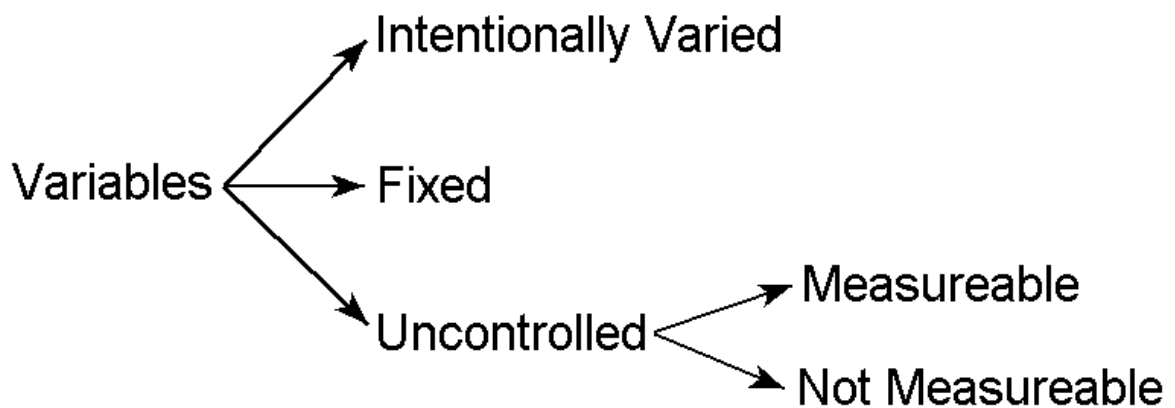 Intentionally Varied
Variables
Fixed
Uncontrolled
Measureable
Not Measureable